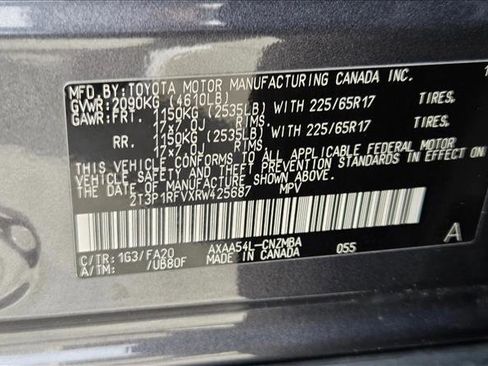 MFD.BY:TOYOTA MOTOR MANUFACTURING CANADA INC.
GVWR:2090KG (4610LB)
GAWR:FRT. 1150KG (2535LB) WITH 225/65R17 TIRES.
17X7.0J RIMS
RR. 1150KG (2535LB) WITH 225/65R17 TIRES.
17X7.0J RIMS
THIS VEHICLE CONFORMS TO ALL APPLICABLE FEDERAL MOTOR
VEHICLE SAFETY AND THEFT PREVENTION STANDARDS IN EFFECT ON
THE DATE OF MANUFACTURE SHOWN ABOVE.
2T3P1RFVXRW425687 MPV
C/TR: 1G3/FA20 AXAA54L-CNZMBA A
A/TM: /UB80F 055